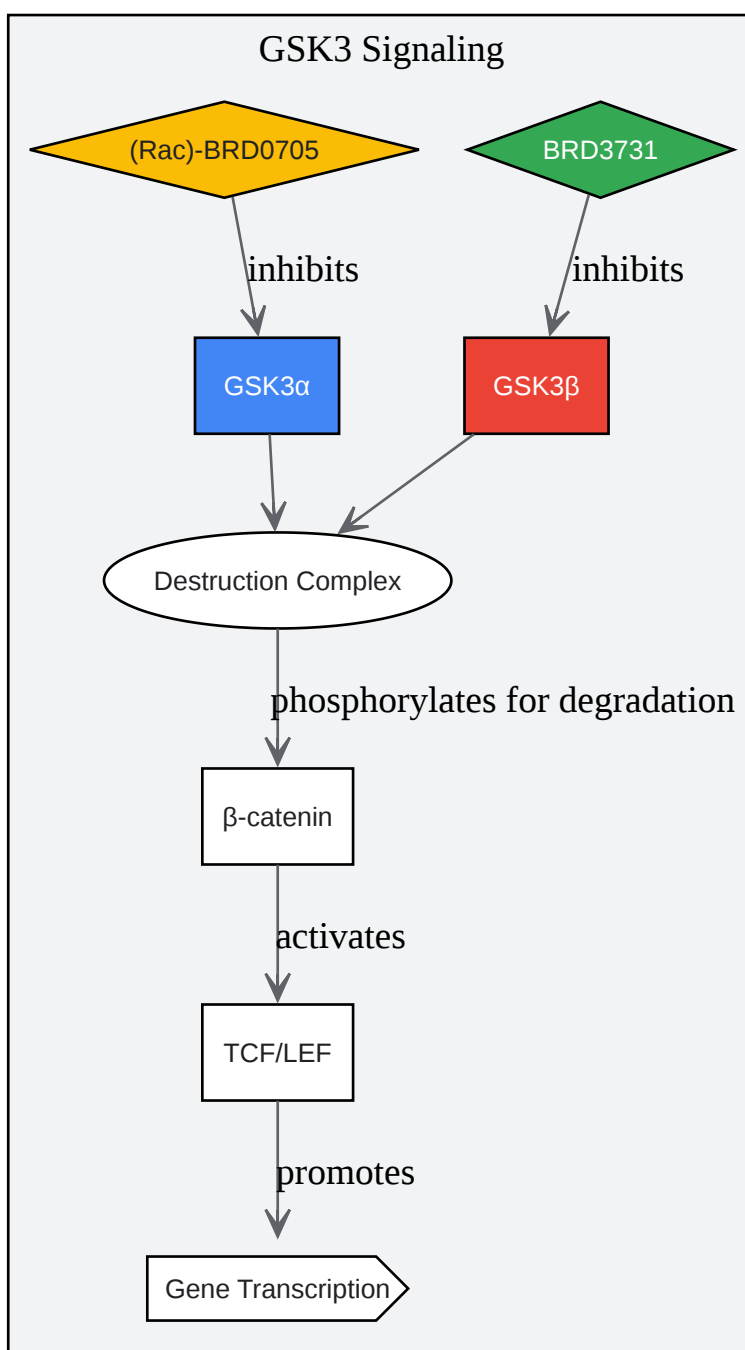 GSK3 Signaling
(Rac)-BRD0705
BRD3731
inhibits
inhibits
GSK3α
GSK3β
Destruction Complex
phosphorylates for degradation
β-catenin
activates
TCF/LEF
promotes
Gene Transcription